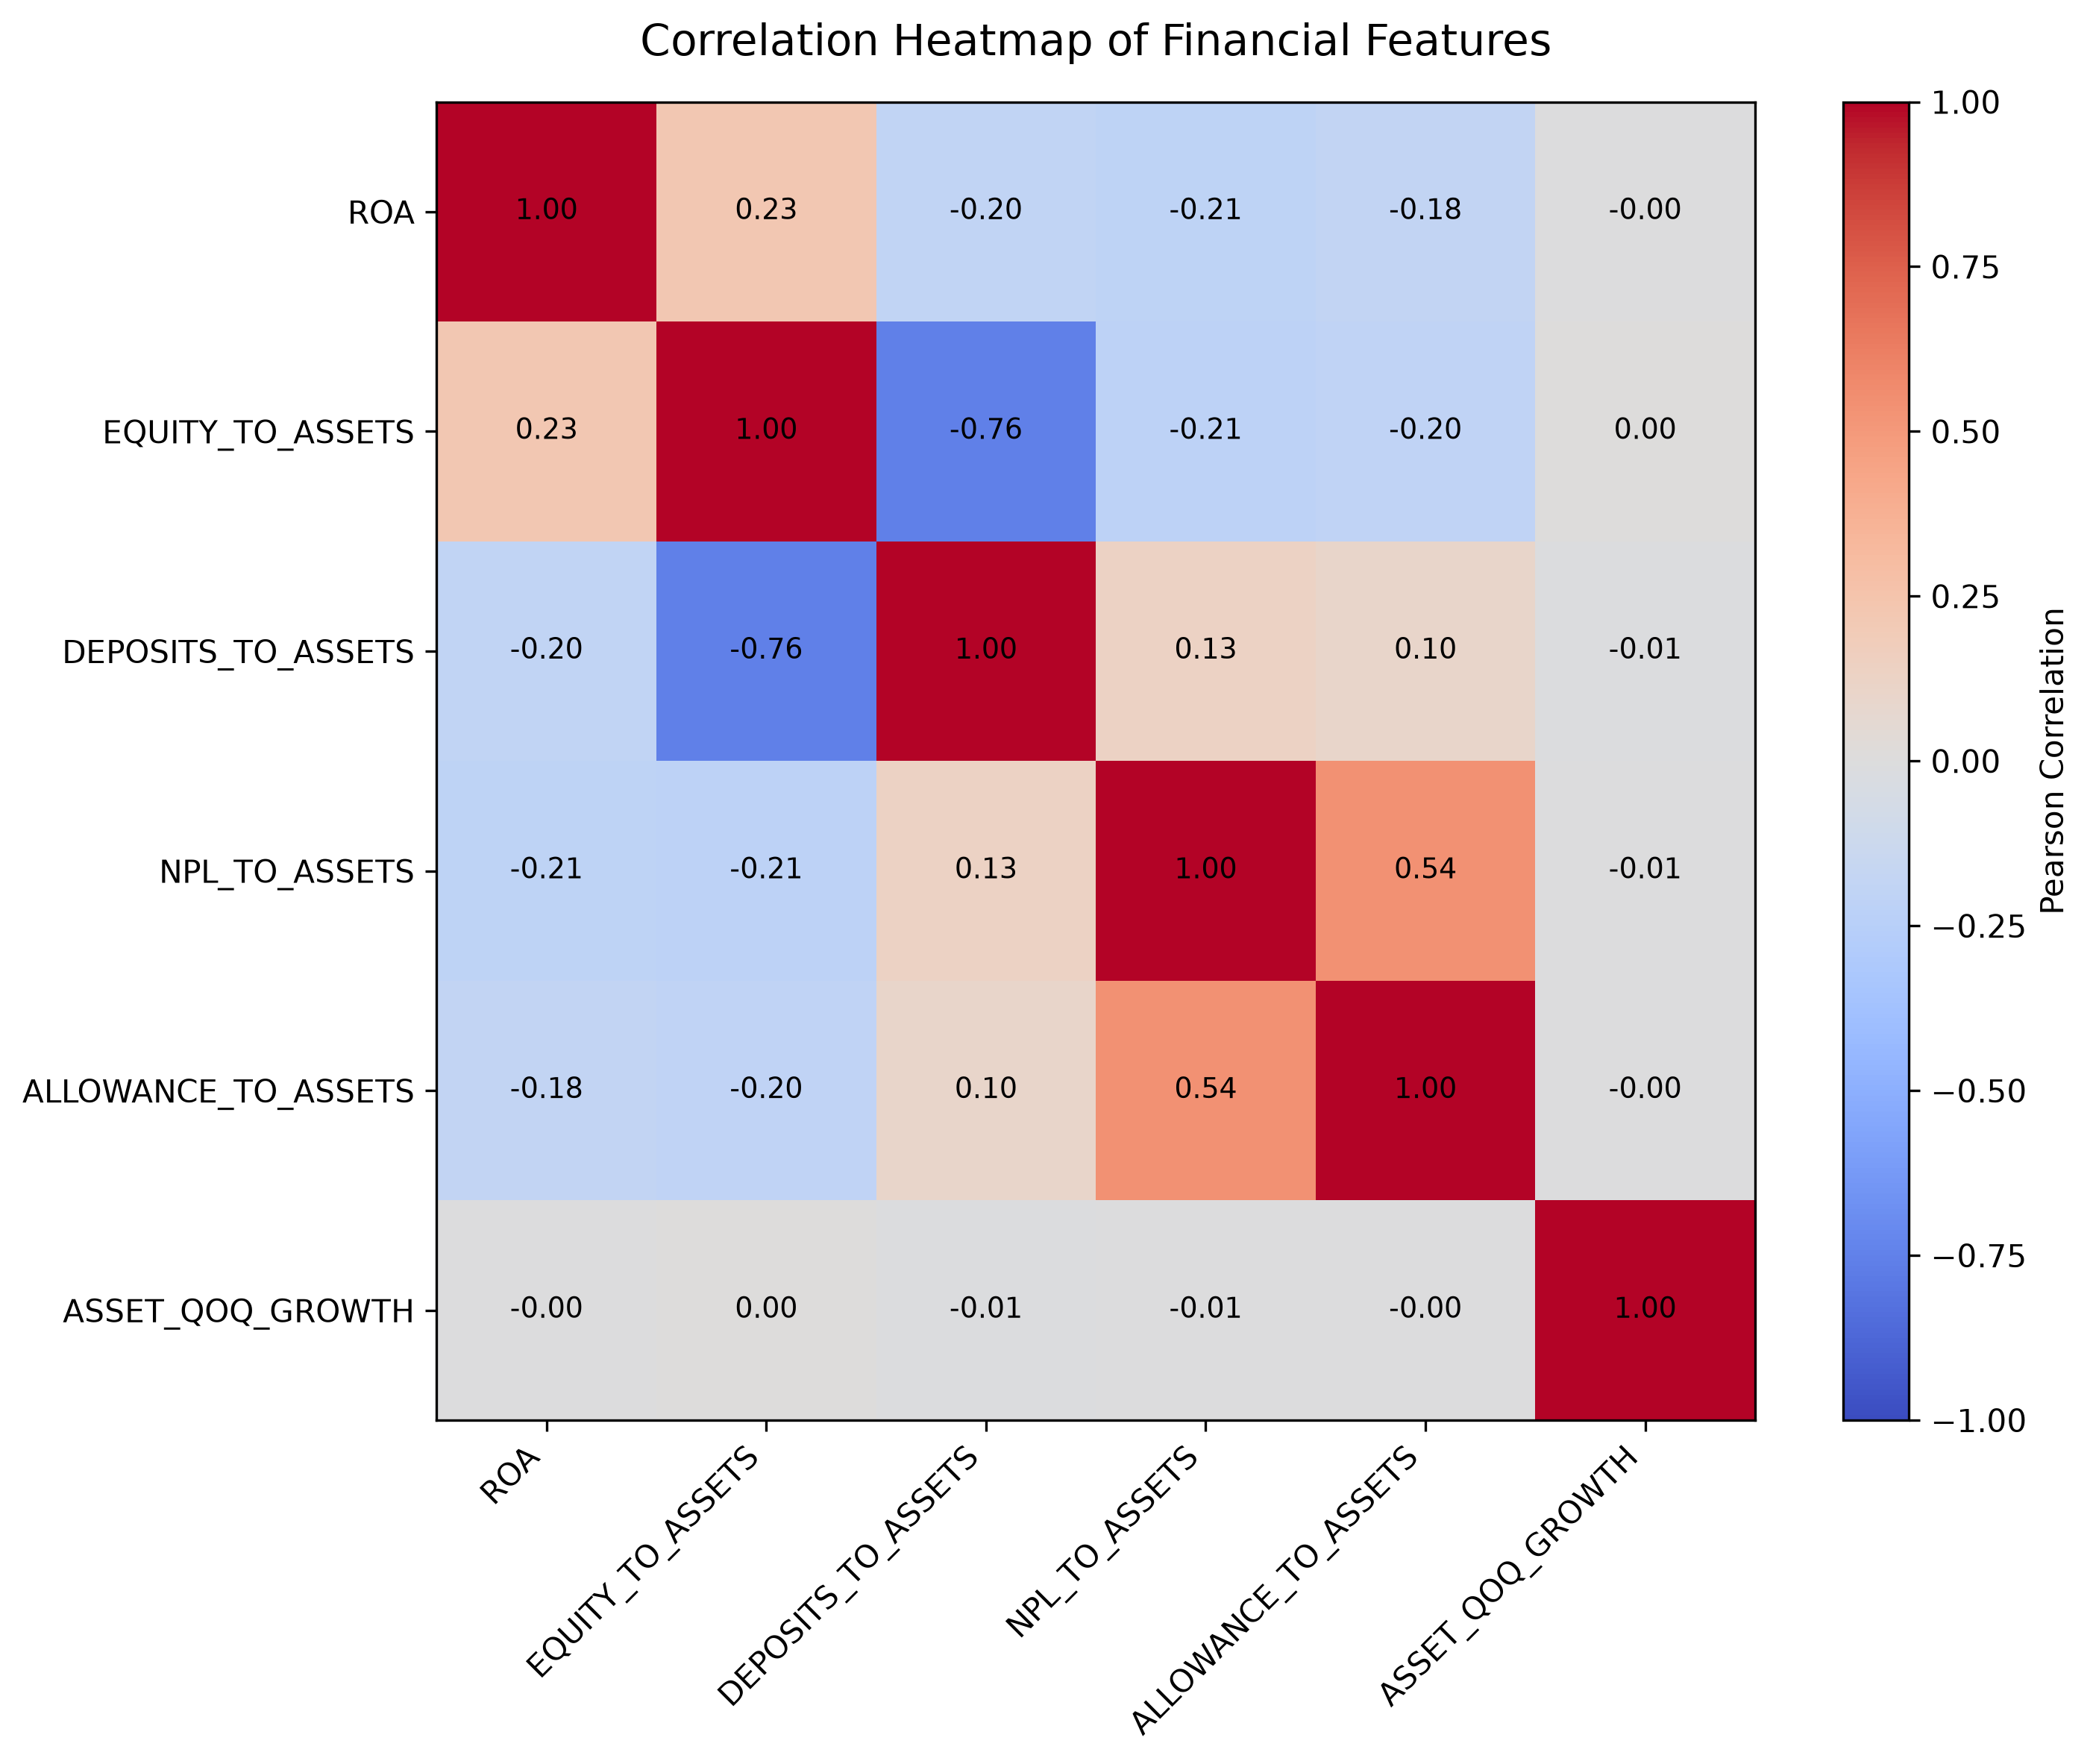 Correlation Heatmap of Financial Features
ROA 1.00 0.23 -0.20 -0.21 -0.18 -0.00
EQUITY_TO_ASSETS 0.23 1.00 -0.76 -0.21 -0.20 0.00
DEPOSITS_TO_ASSETS -0.20 -0.76 1.00 0.13 0.10 -0.01
NPL_TO_ASSETS -0.21 -0.21 0.13 1.00 0.54 -0.01
ALLOWANCE_TO_ASSETS -0.18 -0.20 0.10 0.54 1.00 -0.00
ASSET_QOQ_GROWTH -0.00 0.00 -0.01 -0.01 -0.00 1.00
ROA
EQUITY_TO_ASSETS
DEPOSITS_TO_ASSETS
NPL_TO_ASSETS
ALLOWANCE_TO_ASSETS
ASSET_QOQ_GROWTH
1.00
0.75
0.50
0.25
0.00
−0.25
−0.50
−0.75
−1.00
Pearson Correlation